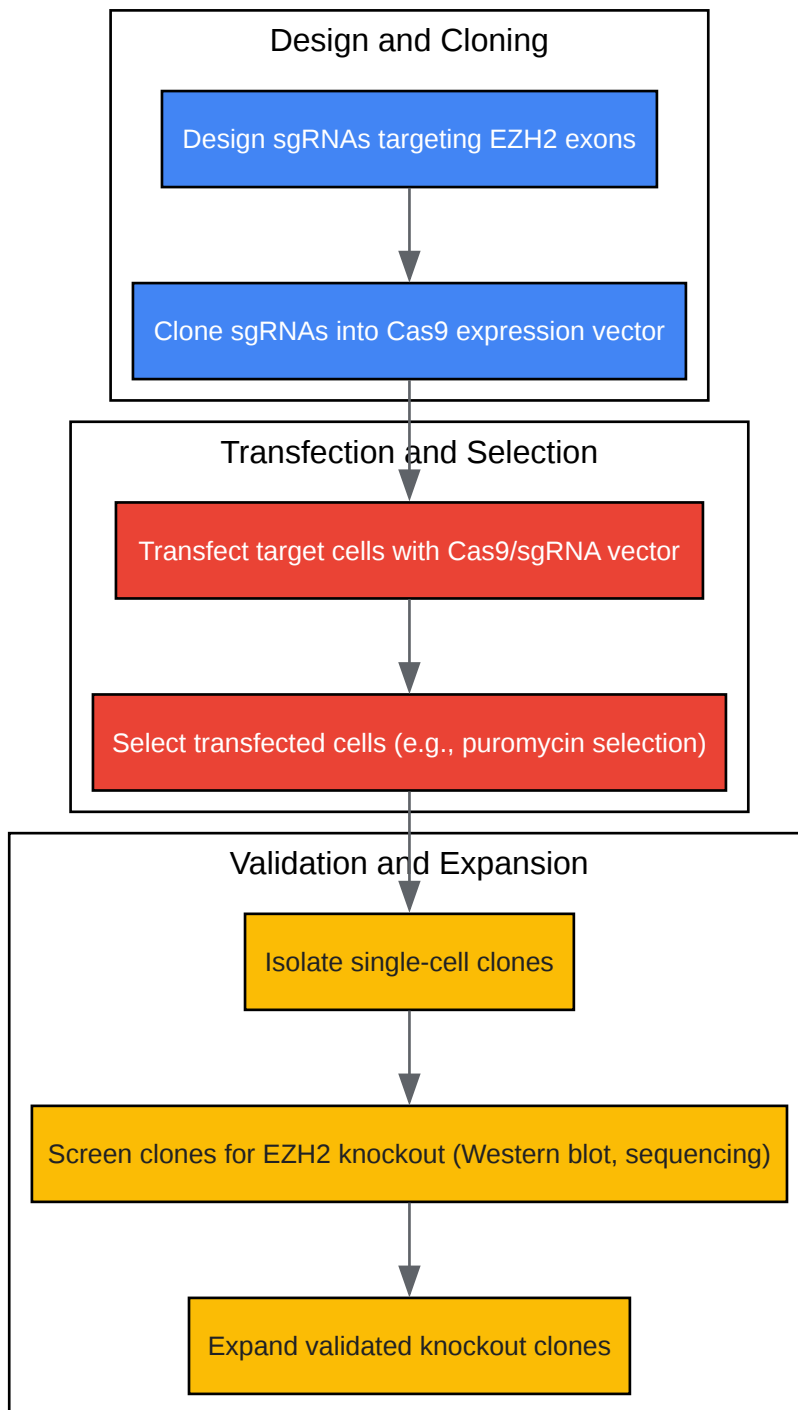 Design and Cloning
Design sgRNAs targeting EZH2 exons
Clone sgRNAs into Cas9 expression vector
Transfection and Selection
Transfect target cells with Cas9/sgRNA vector
Select transfected cells (e.g., puromycin selection)
Validation and Expansion
Isolate single-cell clones
Screen clones for EZH2 knockout (Western blot, sequencing)
Expand validated knockout clones